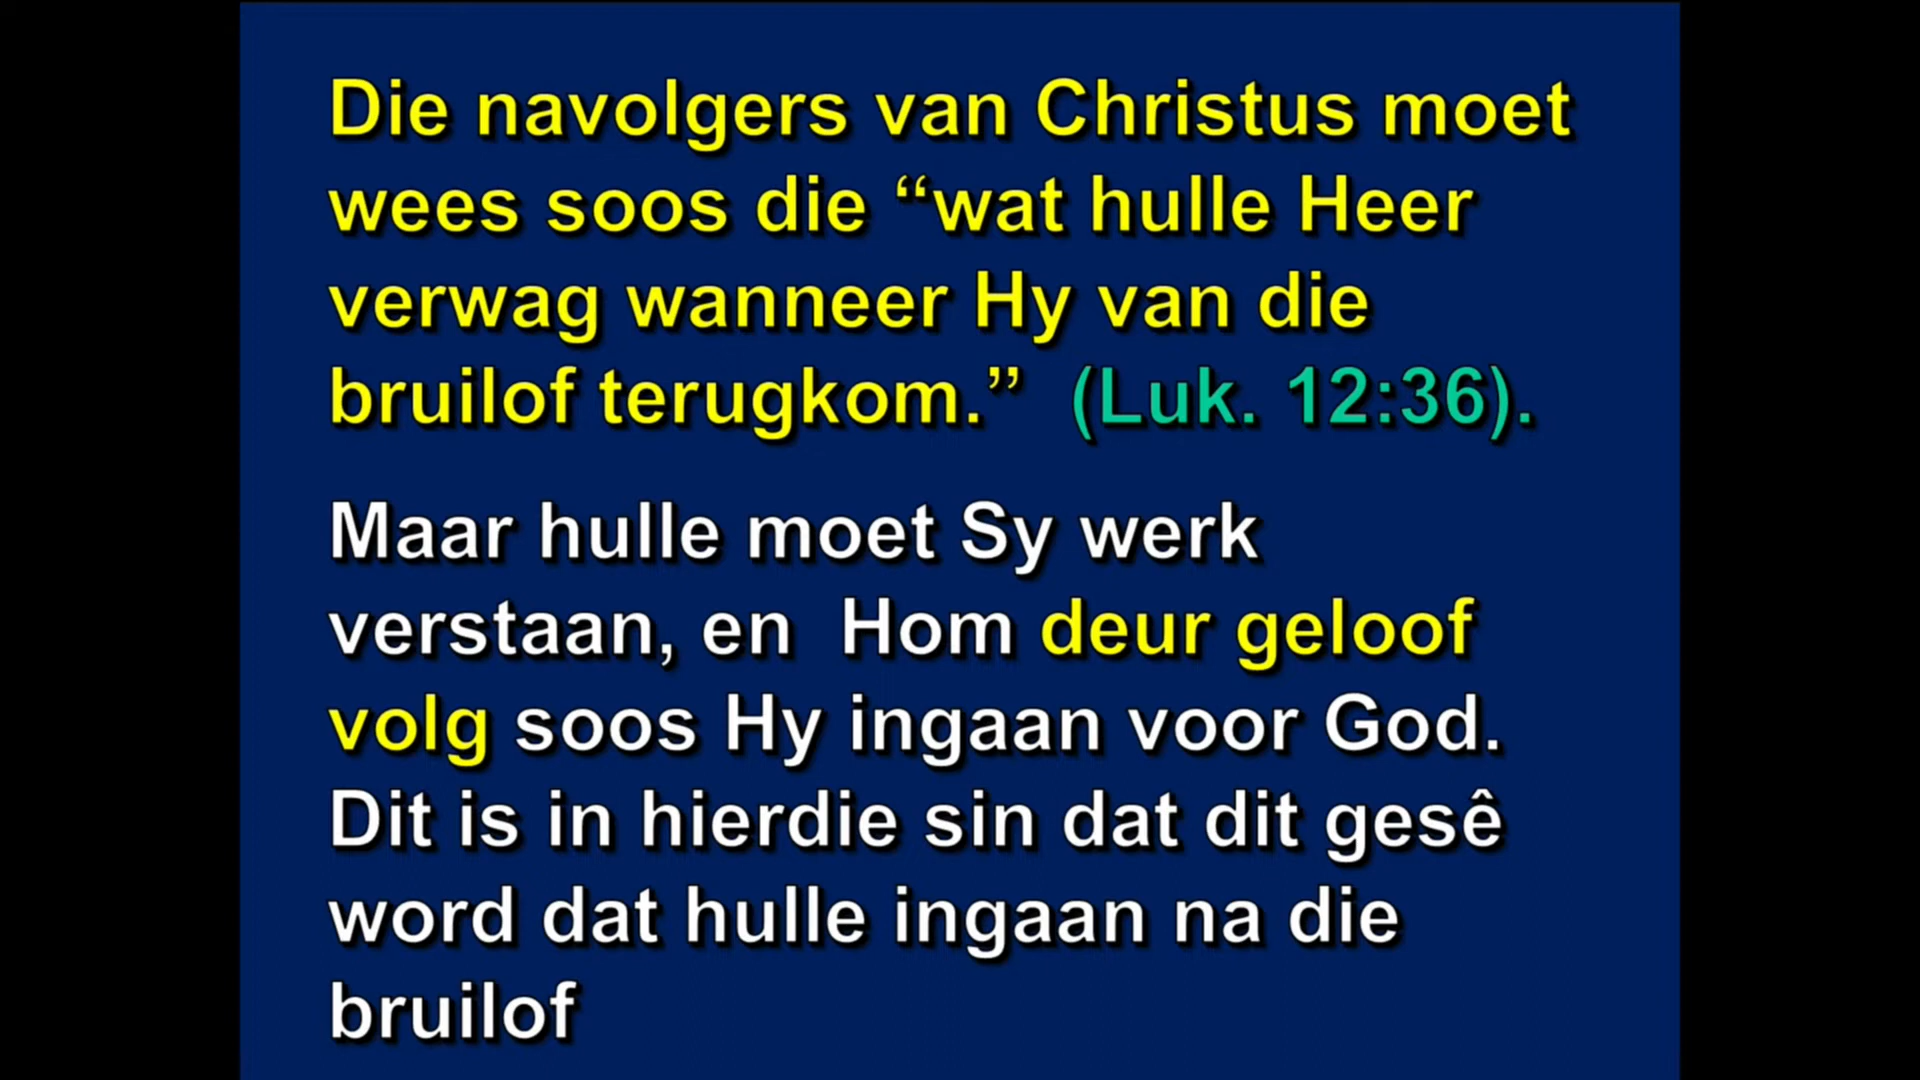 Die navolgers van Christus moet
wees soos die “wat hulle Heer
verwag wanneer Hy van die
bruilof terugkom.”  (Luk. 12:36).
Maar hulle moet Sy werk
verstaan, en  Hom deur geloof
volg soos Hy ingaan voor God.
Dit is in hierdie sin dat dit gesê
word dat hulle ingaan na die
bruilof